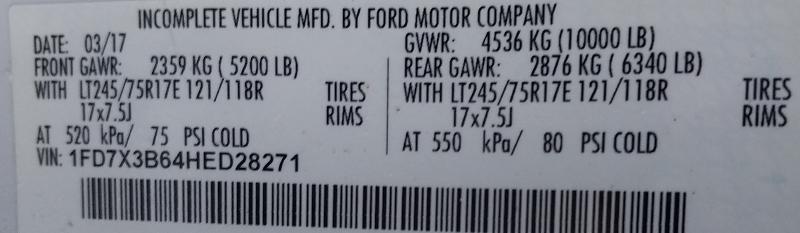 INCOMPLETE VEHICLE MFD. BY FORD MOTOR COMPANY
DATE: 03/17 GVWR: 4536 KG (10000 LB)
FRONT GAWR: 2359 KG ( 5200 LB) REAR GAWR: 2876 KG ( 6340 LB)
WITH LT245/75R17E 121/118R TIRES WITH LT245/75R17E 121/118R TIRES
17x7.5J RIMS 17x7.5J RIMS
AT 520 kPa/ 75 PSI COLD AT 550 kPa/ 80 PSI COLD
VIN: 1FD7X3B64HED28271